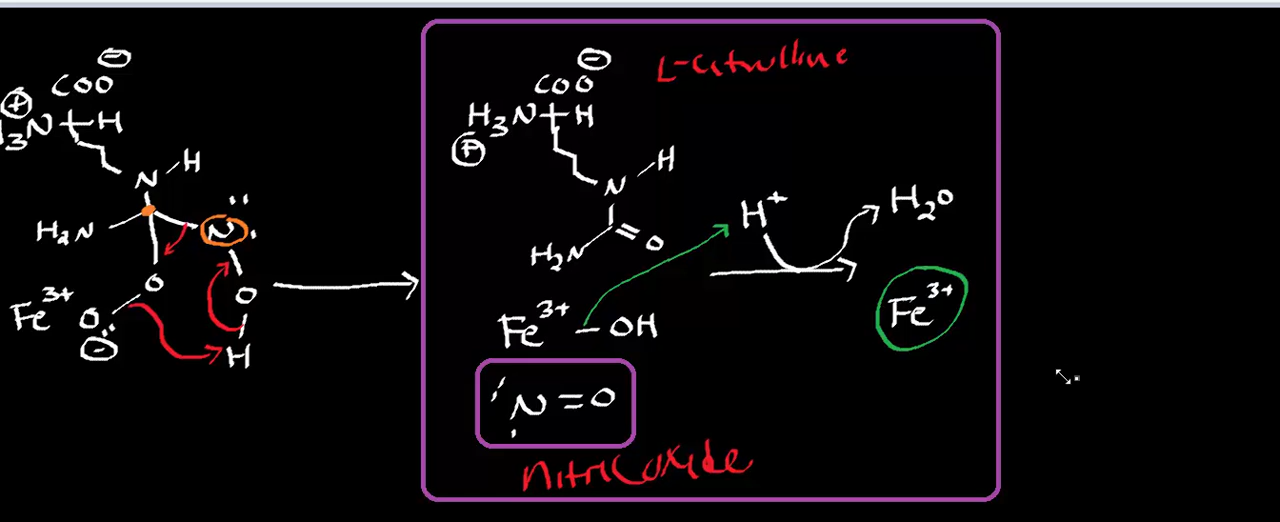 COO⊖ L-Citrulline
COO⊖
⊕
H₃N H
H₃N H
⊕
N H
N H
H₂N N
H⁺ H₂O
O
H₂N
O O
Fe³⁺ O
⊖
H
Fe³⁺ - OH
Fe³⁺
N=O
Nitric oxide